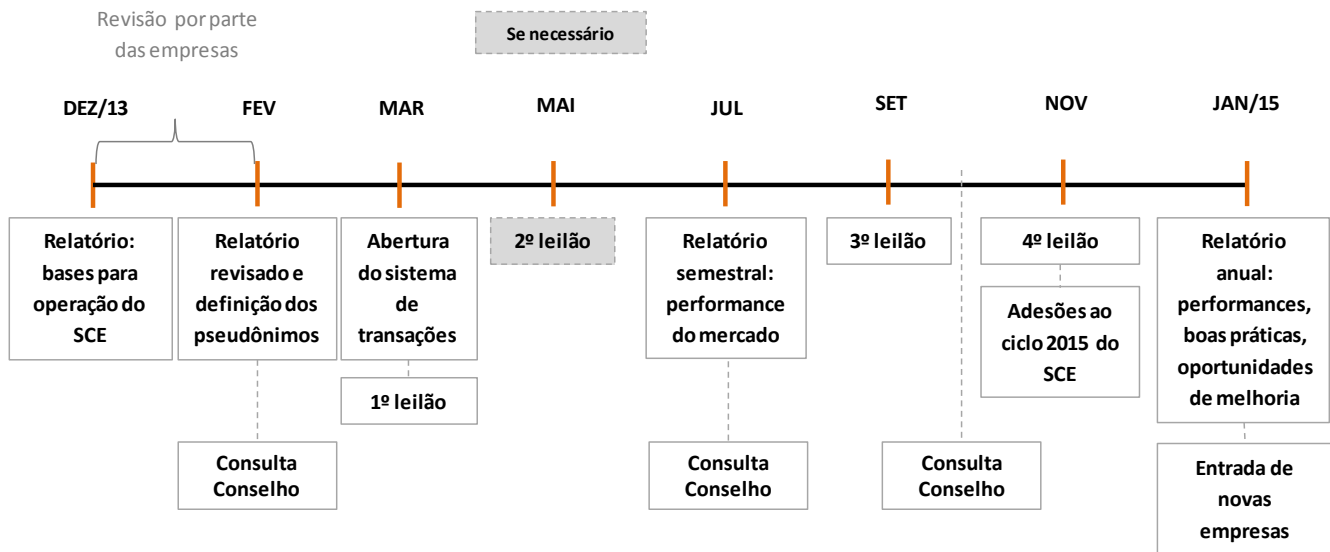 Revisão por parte
das empresas
Se necessário
DEZ/13
FEV
MAR
MAI
JUL
SET
NOV
JAN/15
Relatório:
bases para
operação do
SCE
Relatório
revisado e
definição dos
pseudônimos
Abertura
do sistema
de
transações
2º leilão
Relatório
semestral:
performance
do mercado
3º leilão
4º leilão
Relatório
anual:
performances,
boas práticas,
oportunidades
de melhoria
Adesões ao
ciclo 2015 do
SCE
1º leilão
Consulta
Conselho
Consulta
Conselho
Consulta
Conselho
Entrada de
novas
empresas